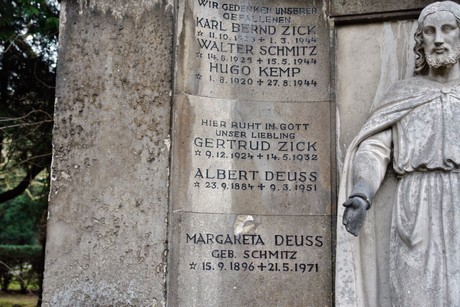 WIR GEDENKEN UNSERER
GEFALLENEN
KARL BERND ZICK
WALTER SCHMITZ
* 14.8.1925 + 15.5.1944
HUGO KEMP
* 1.8.1920 + 27.8.1944
HIER RUHT IN GOTT
UNSER LIEBLING
GERTRUD ZICK
* 9.12.1924 + 14.5.1932
ALBERT DEUSS
* 23.9.1884 + 9.3.1951
MARGARETA DEUSS
GEB. SCHMITZ
* 15.9.1896 + 21.5.1971